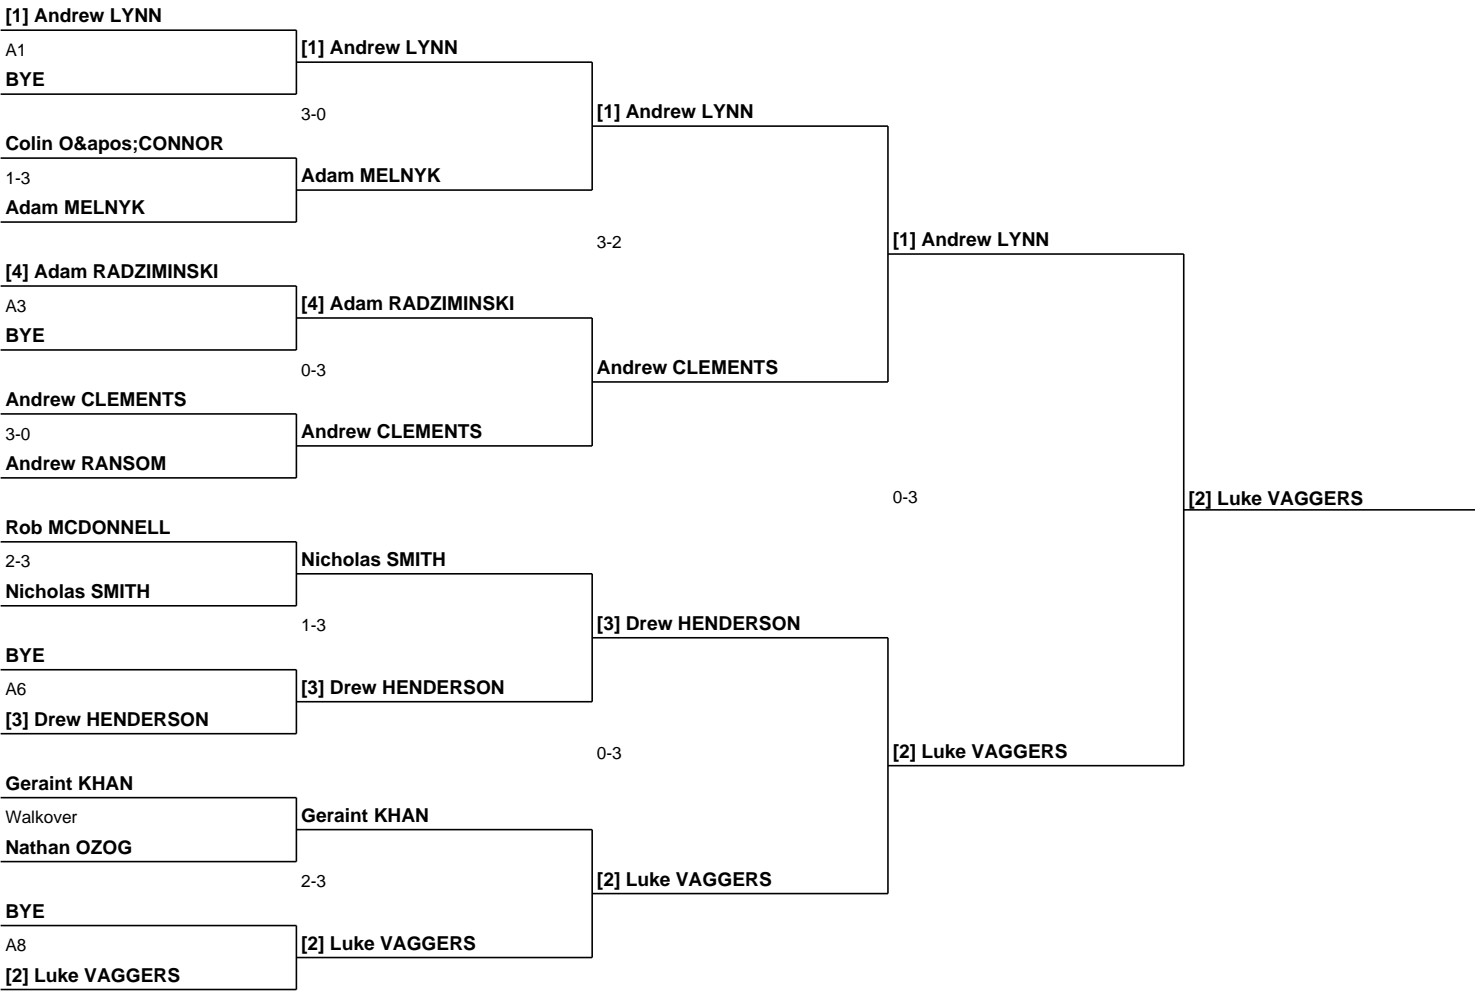 [1] Andrew LYNN
A1
BYE
Colin O&apos;CONNOR
1-3
Adam MELNYK
[4] Adam RADZIMINSKI
A3
BYE
Andrew CLEMENTS
3-0
Andrew RANSOM
Rob MCDONNELL
2-3
Nicholas SMITH
BYE
A6
[3] Drew HENDERSON
Geraint KHAN
Walkover
Nathan OZOG
BYE
A8
[2] Luke VAGGERS
[1] Andrew LYNN
3-0
Adam MELNYK
[4] Adam RADZIMINSKI
0-3
Andrew CLEMENTS
Nicholas SMITH
1-3
[3] Drew HENDERSON
Geraint KHAN
2-3
[2] Luke VAGGERS
[1] Andrew LYNN
3-2
Andrew CLEMENTS
[3] Drew HENDERSON
0-3
[2] Luke VAGGERS
[1] Andrew LYNN
0-3
[2] Luke VAGGERS
[2] Luke VAGGERS